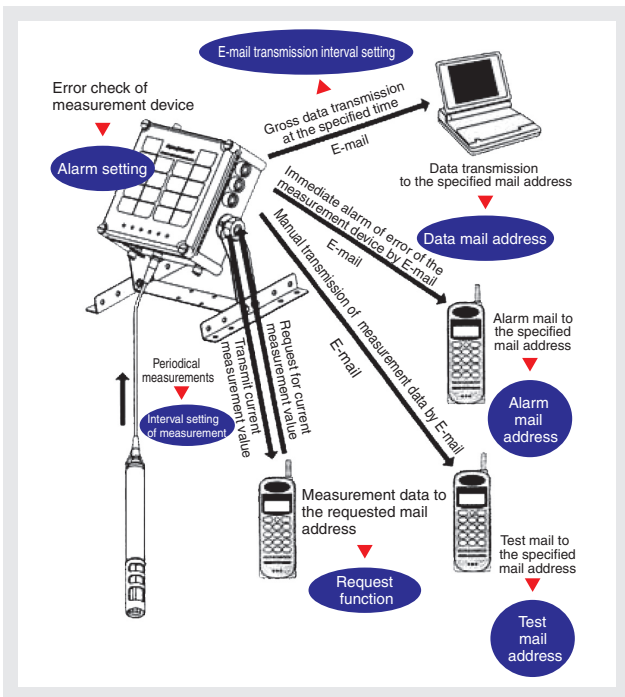 E-mail transmission interval setting
Error check of
measurement device
Alarm setting
Gross data transmission
at the specified time
E-mail
Data transmission
to the specified mail address
Data mail address
Immediate alarm of error of the
measurement device by E-mail
E-mail
Alarm mail to
the specified
mail address
Alarm
mail
address
Manual transmission of measurement data by E-mail
E-mail
Periodical
measurements
Interval setting
of measurement
Transmit current
measurement value
Request for current
measurement value
Measurement data to
the requested mail
address
Request
function
Test mail to
the specified
mail address
Test
mail
address